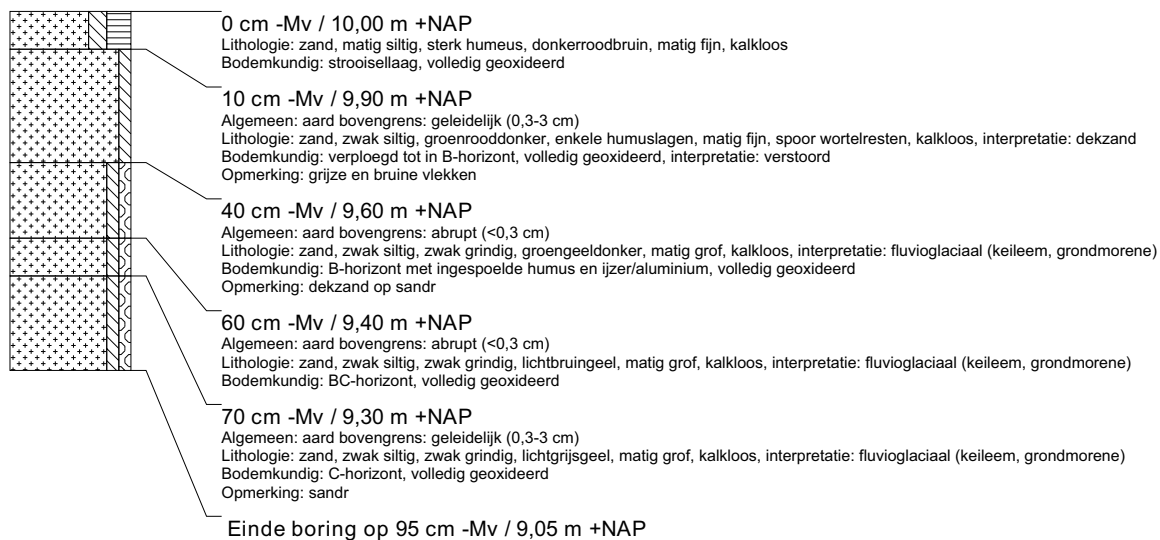 0 cm -Mv / 10,00 m +NAP
Lithologie: zand, matig siltig, sterk humeus, donkerroodbruin, matig fijn, kalkloos
Bodemkundig: strooisellaag, volledig geoxideerd
10 cm -Mv / 9,90 m +NAP
Algemeen: aard bovengrens: geleidelijk (0,3-3 cm)
Lithologie: zand, zwak siltig, groenrooddonker, enkele humuslagen, matig fijn, spoor wortelresten, kalkloos, interpretatie: dekzand
Bodemkundig: verploegd tot in B-horizont, volledig geoxideerd, interpretatie: verstoord
Opmerking: grijze en bruine vlekken
40 cm -Mv / 9,60 m +NAP
Algemeen: aard bovengrens: abrupt (<0,3 cm)
Lithologie: zand, zwak siltig, zwak grindig, groengeeldonker, matig grof, kalkloos, interpretatie: fluvioglaciaal (keileem, grondmorene)
Bodemkundig: B-horizont met ingespoelde humus en ijzer/aluminium, volledig geoxideerd
Opmerking: dekzand op sandr
60 cm -Mv / 9,40 m +NAP
Algemeen: aard bovengrens: abrupt (<0,3 cm)
Lithologie: zand, zwak siltig, zwak grindig, lichtbruingeel, matig grof, kalkloos, interpretatie: fluvioglaciaal (keileem, grondmorene)
Bodemkundig: BC-horizont, volledig geoxideerd
70 cm -Mv / 9,30 m +NAP
Algemeen: aard bovengrens: geleidelijk (0,3-3 cm)
Lithologie: zand, zwak siltig, zwak grindig, lichtgrijsgeel, matig grof, kalkloos, interpretatie: fluvioglaciaal (keileem, grondmorene)
Bodemkundig: C-horizont, volledig geoxideerd
Opmerking: sandr
Einde boring op 95 cm -Mv / 9,05 m +NAP